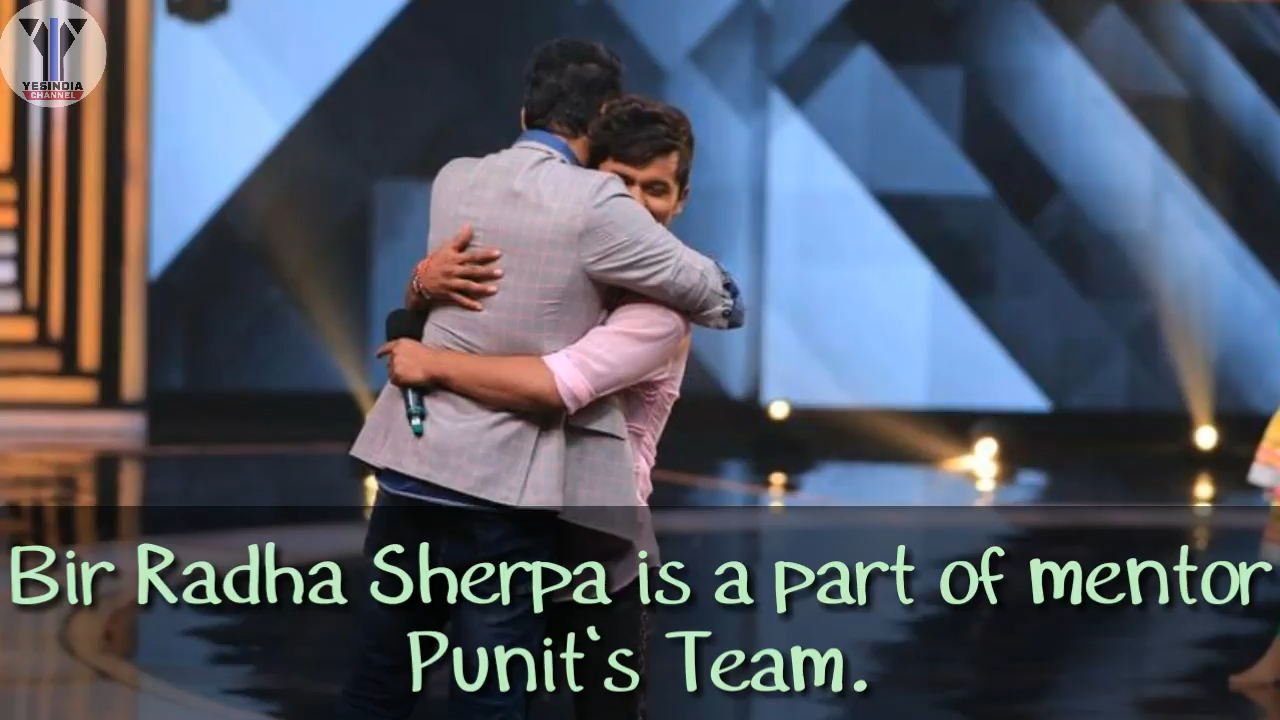 YESINDIA
CHANNEL
Bir Radha Sherpa is a part of mentor
Punit's Team.